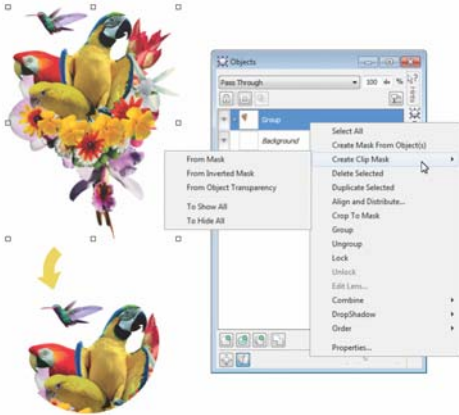 Objects
Pass Through
100
%
Hints
Group
Background
Select All
Create Mask From Object(s)
Create Clip Mask
Delete Selected
Duplicate Selected
Align and Distribute...
Crop To Mask
Group
Ungroup
Lock
Unlock
Edit Lens...
Combine
DropShadow
Order
Properties...
From Mask
From Inverted Mask
From Object Transparency
To Show All
To Hide All